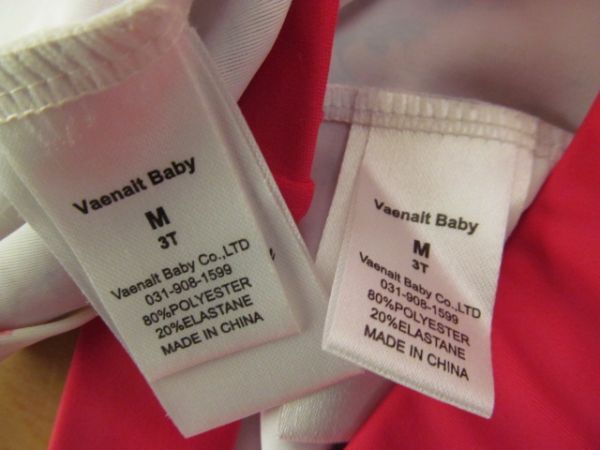 Vaenait Baby
M
3T
Vaenait Baby Co.,LTD
031-908-1599
80%POLYESTER
20%ELASTANE
MADE IN CHINA
Vaenait Baby
M
3T
Vaenait Baby Co.,LTD
031-908-1599
80%POLYESTER
20%ELASTANE
MADE IN CHINA